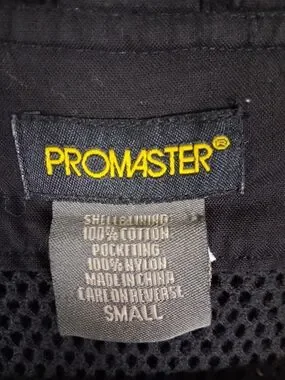 PROMASTER®
SHELL&LINING
100% COTTON
POCKETING
100% NYLON
MADE IN CHINA
CARE ON REVERSE
SMALL